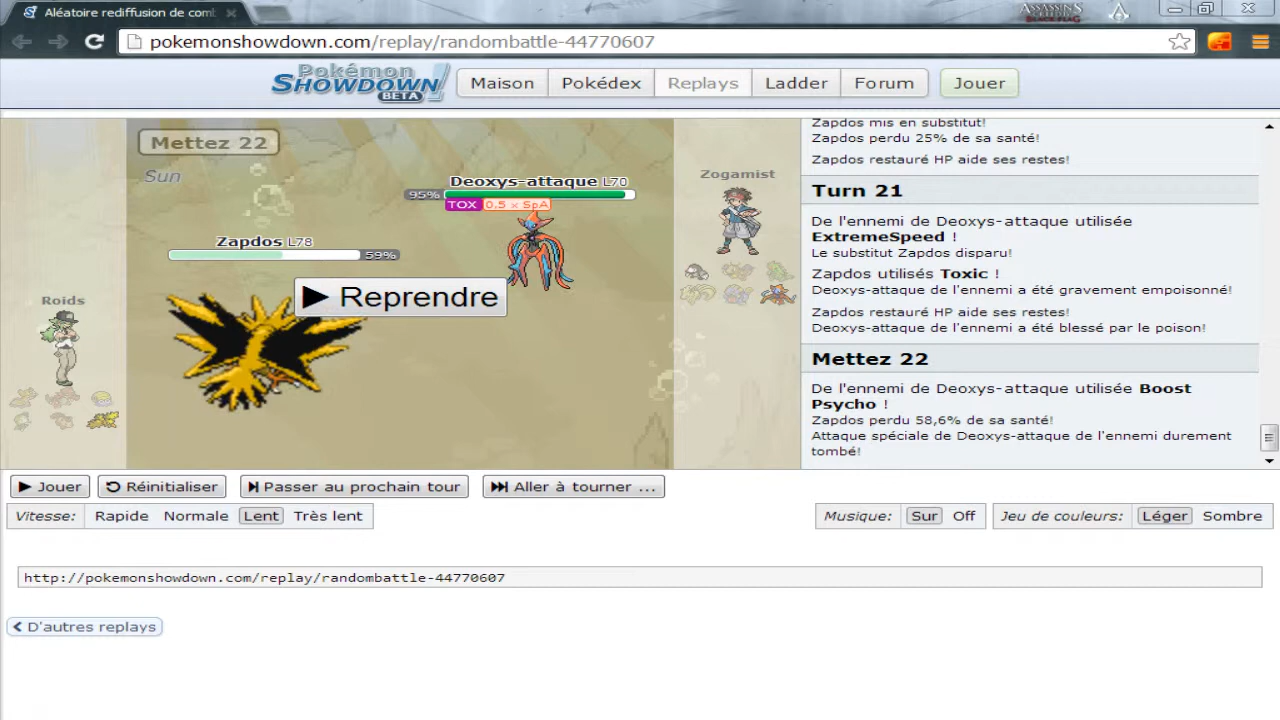 Aléatoire rediffusion de comb
ASSASSIN'S
BLACK FLAG
pokemonshowdown.com/replay/randombattle-44770607
Pokémon
SHOWDOWN
BETA
Maison
Pokédex
Replays
Ladder
Forum
Jouer
Mettez 22
Sun
Deoxys-attaque L70
95%
TOX 0,5 × SpA
Zapdos L78
59%
Reprendre
Roids
Zogamist
Zapdos mis en substitut!
Zapdos perdu 25% de sa santé!
Zapdos restauré HP aide ses restes!
Turn 21
De l'ennemi de Deoxys-attaque utilisée
ExtremeSpeed !
Le substitut Zapdos disparu!
Zapdos utilisés Toxic !
Deoxys-attaque de l'ennemi a été gravement empoisonné!
Zapdos restauré HP aide ses restes!
Deoxys-attaque de l'ennemi a été blessé par le poison!
Mettez 22
De l'ennemi de Deoxys-attaque utilisée Boost
Psycho !
Zapdos perdu 58,6% de sa santé!
Attaque spéciale de Deoxys-attaque de l'ennemi durement
tombé!
Jouer
Réinitialiser
Passer au prochain tour
Aller à tourner ...
Vitesse: Rapide Normale Lent Très lent
Musique: Sur Off
Jeu de couleurs: Léger Sombre
http://pokemonshowdown.com/replay/randombattle-44770607
D'autres replays